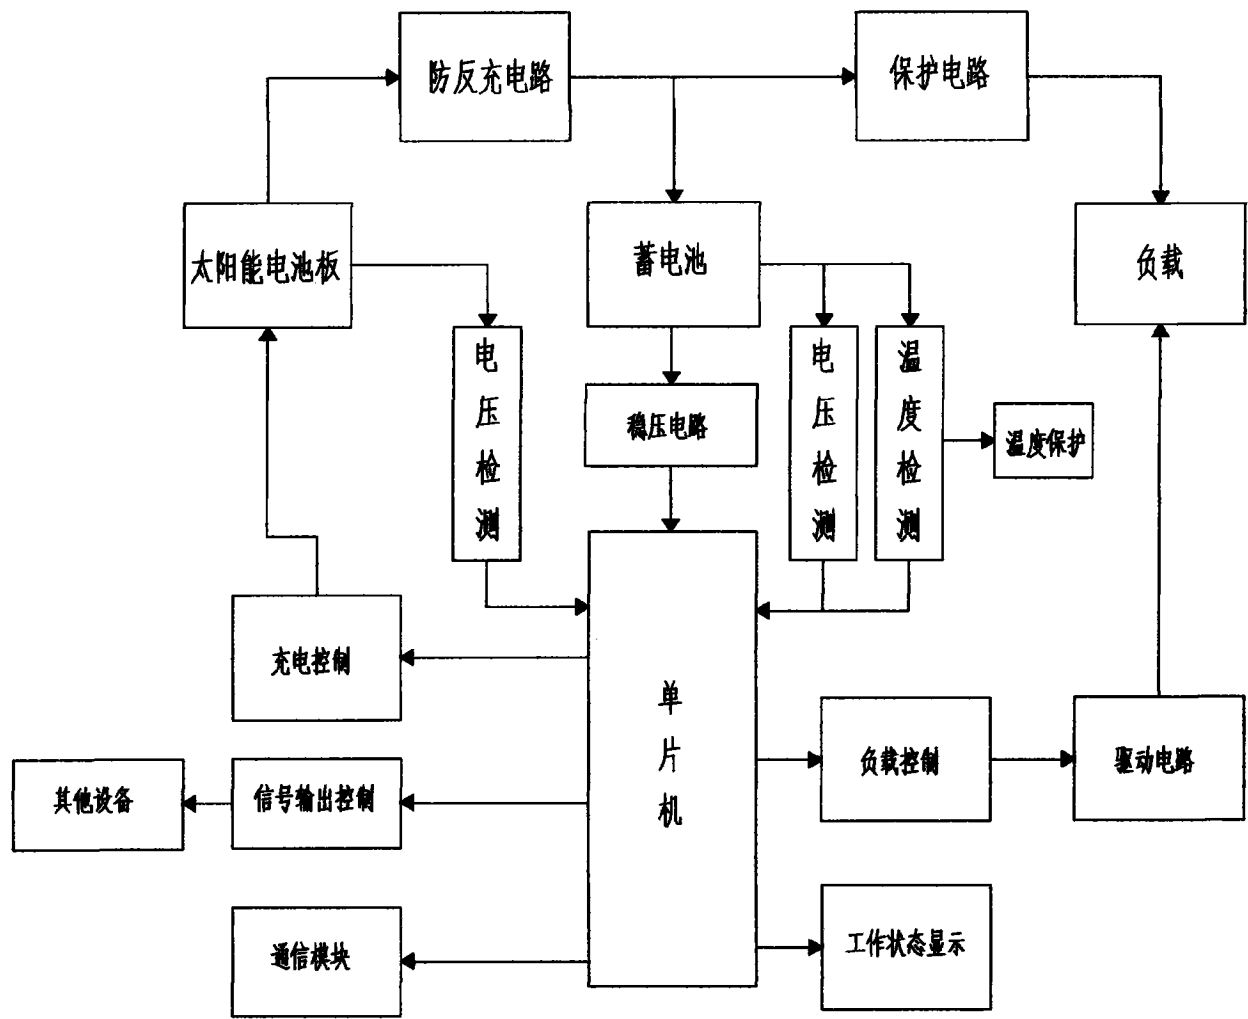 防反充电路
保护电路
太阳能电池板
蓄电池
负载
电压检测
稳压电路
电压检测
温度检测
温度保护
充电控制
单片机
负载控制
驱动电路
其他设备
信号输出控制
通信模块
工作状态显示